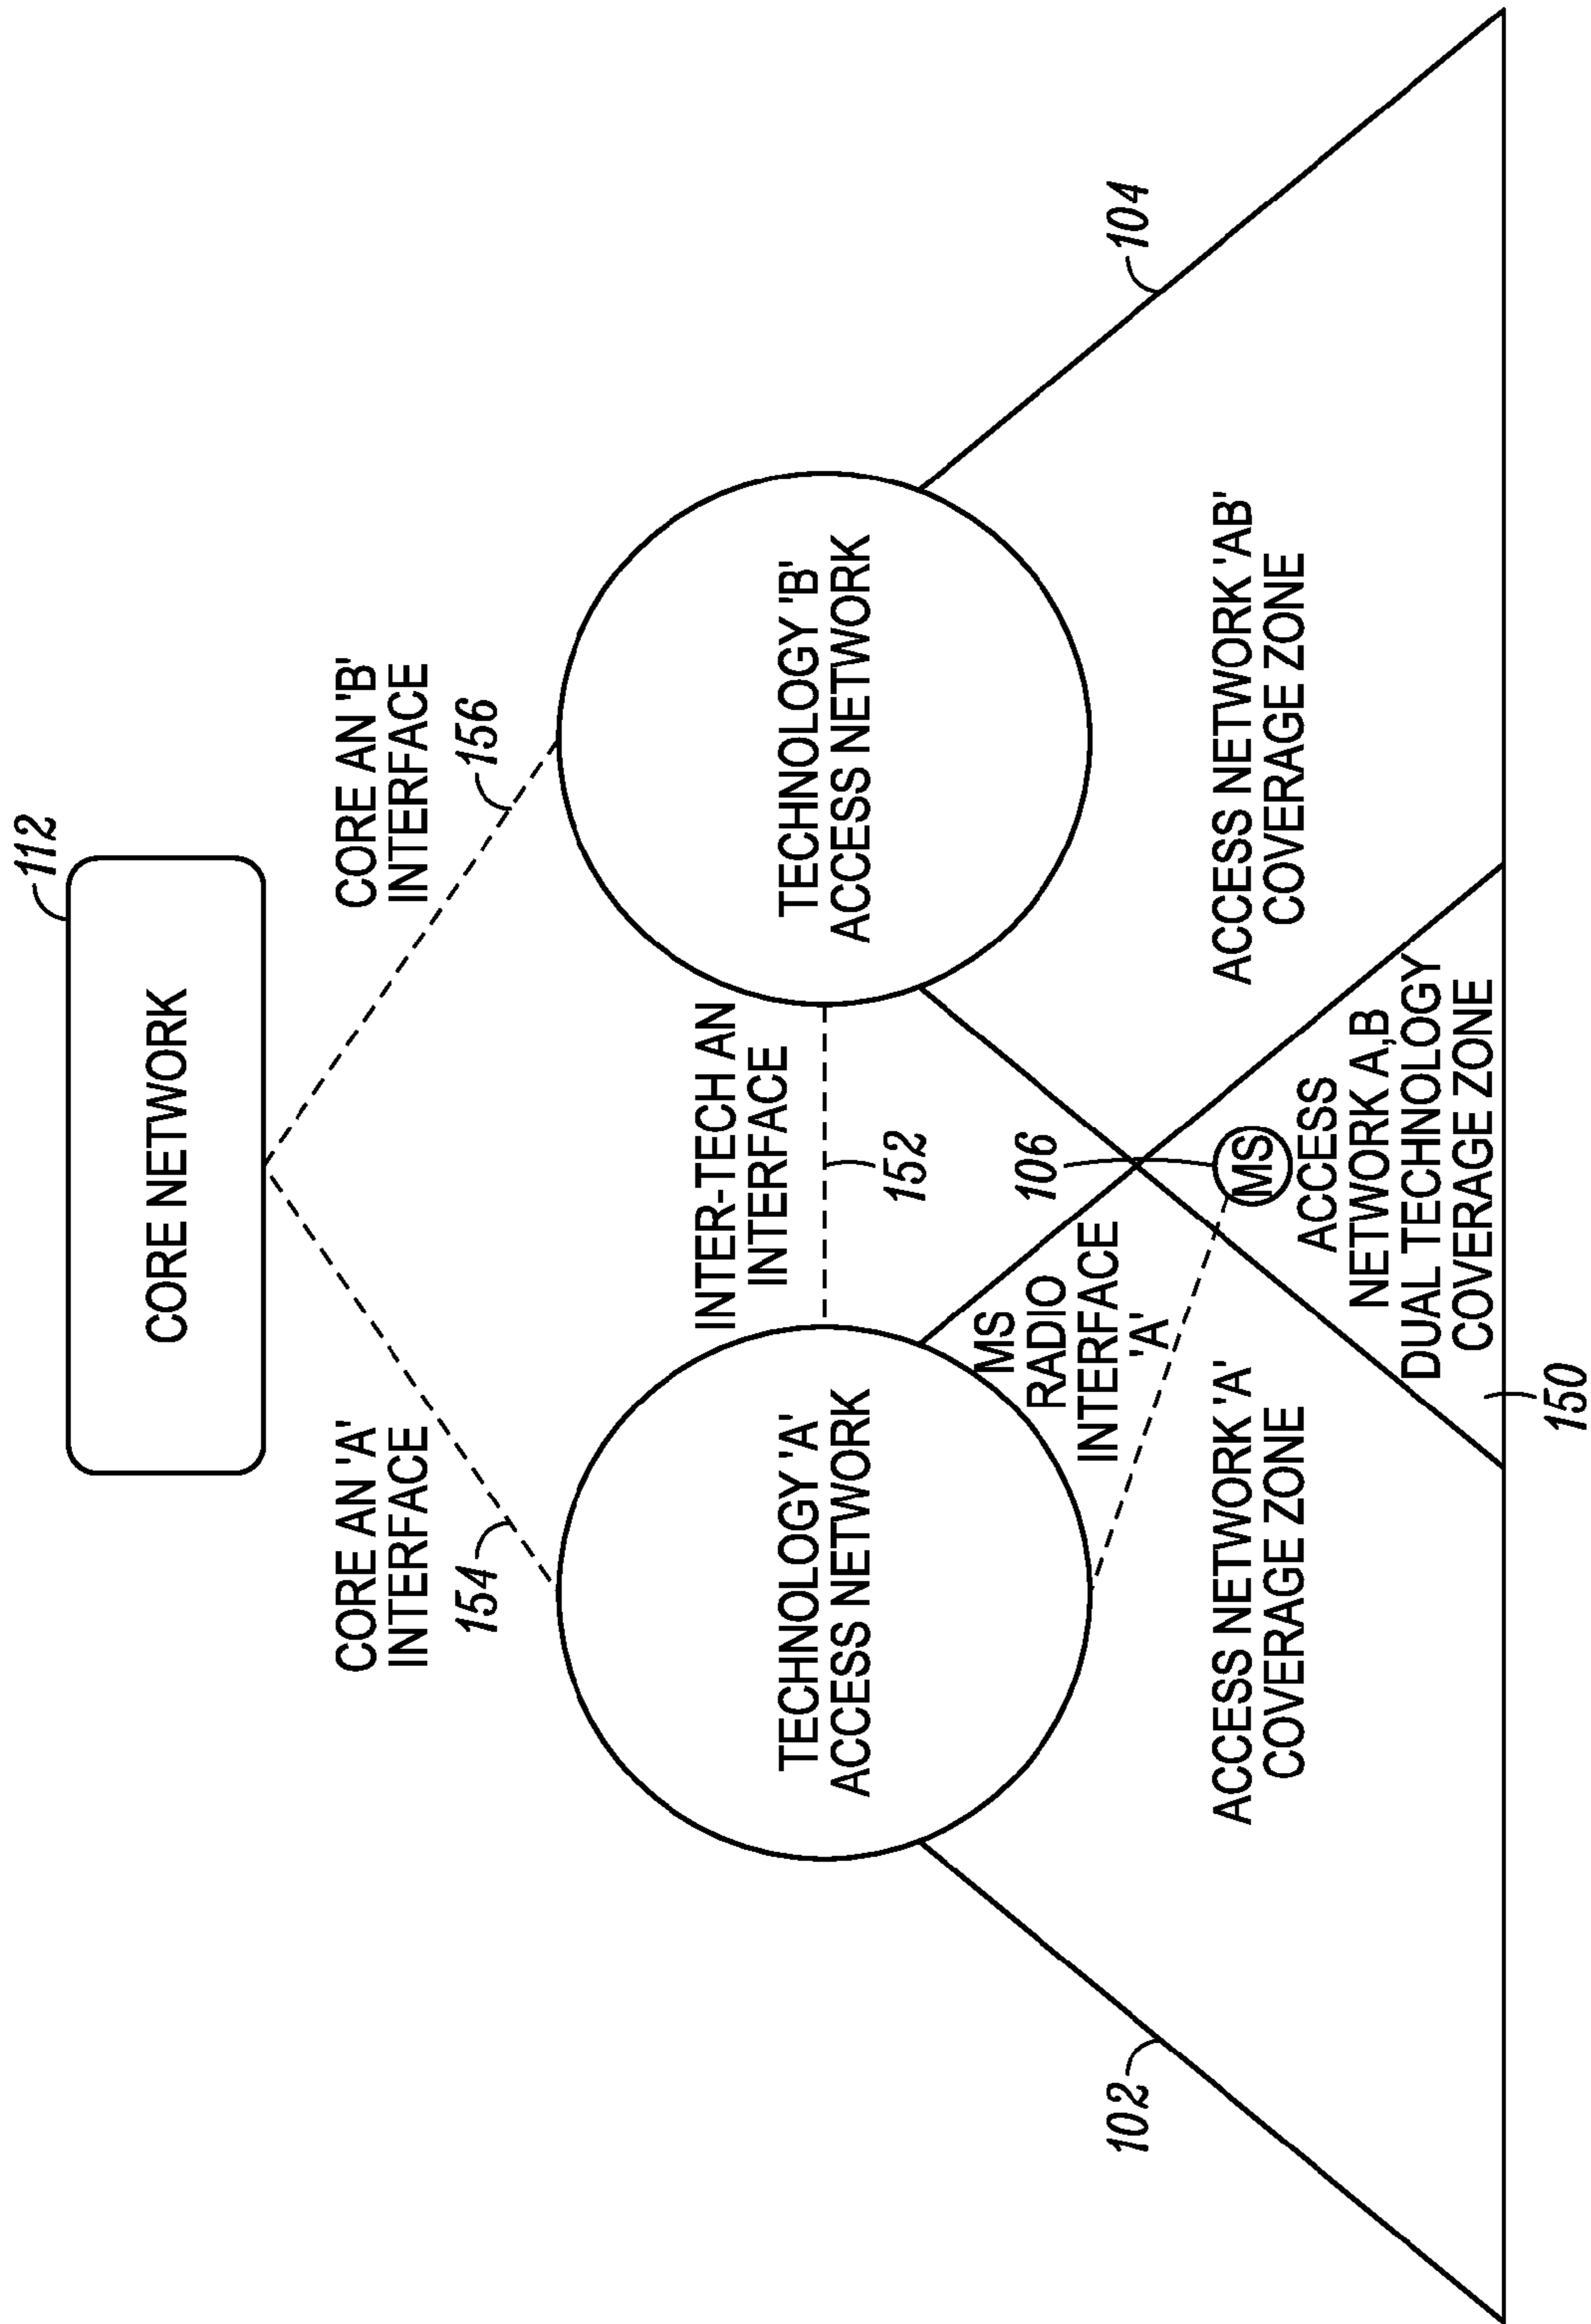 112
CORE NETWORK
CORE AN 'A'
INTERFACE
154
CORE AN 'B'
INTERFACE
156
INTER-TECH AN
INTERFACE
152
TECHNOLOGY 'A'
ACCESS NETWORK
TECHNOLOGY 'B'
ACCESS NETWORK
MS
RADIO
INTERFACE
'A'
106
MS
102
104
ACCESS NETWORK 'A'
COVERAGE ZONE
ACCESS NETWORK 'AB'
COVERAGE ZONE
ACCESS
NETWORK A,B
DUAL TECHNOLOGY
COVERAGE ZONE
150